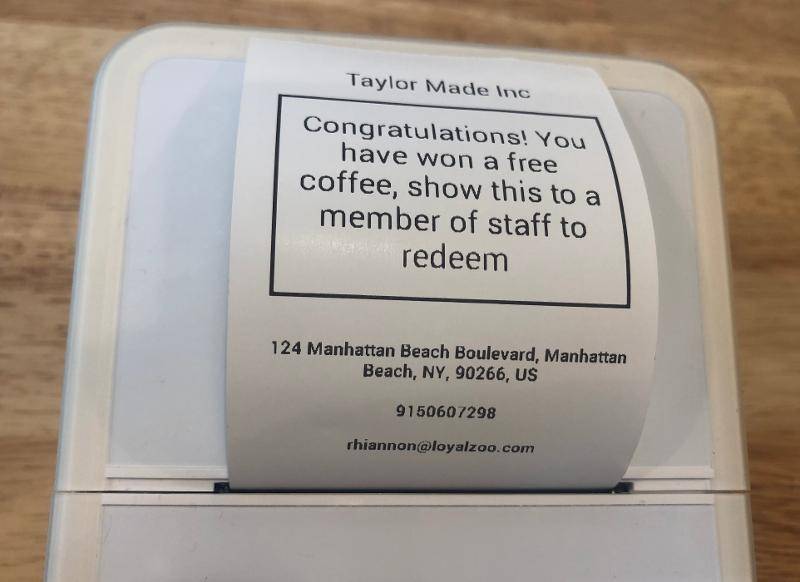 Taylor Made Inc
Congratulations! You
have won a free
coffee, show this to a
member of staff to
redeem
124 Manhattan Beach Boulevard, Manhattan
Beach, NY, 90266, US
9150607298
rhiannon@loyalzoo.com